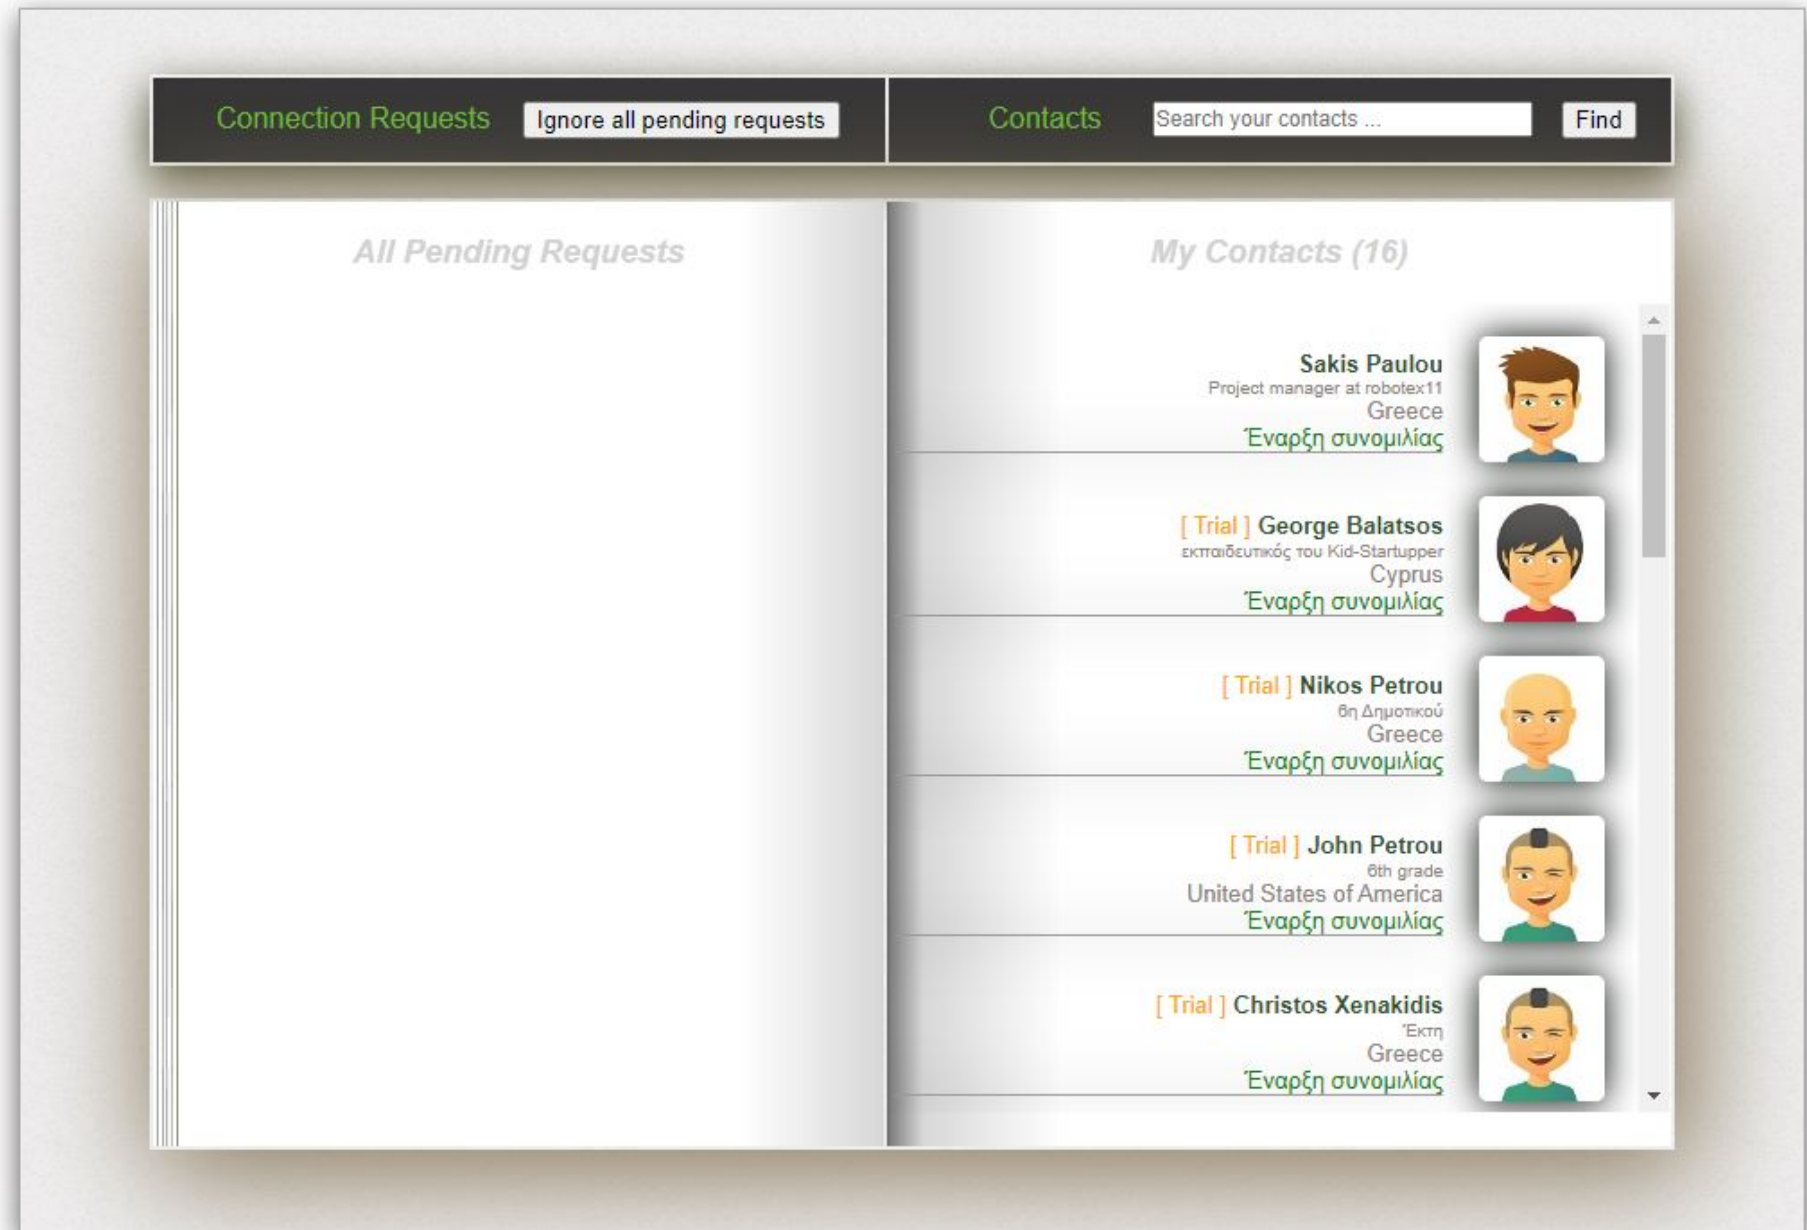 Connection Requests
Ignore all pending requests
Contacts
Search your contacts ...
Find
All Pending Requests
My Contacts (16)
Sakis Paulou
Project manager at robotex11
Greece
Έναρξη συνομιλίας
[ Trial ] George Balatsos
εκπαιδευτικός του Kid-Startupper
Cyprus
Έναρξη συνομιλίας
[ Trial ] Nikos Petrou
6η Δημοτικού
Greece
Έναρξη συνομιλίας
[ Trial ] John Petrou
6th grade
United States of America
Έναρξη συνομιλίας
[ Trial ] Christos Xenakidis
Έκτη
Greece
Έναρξη συνομιλίας